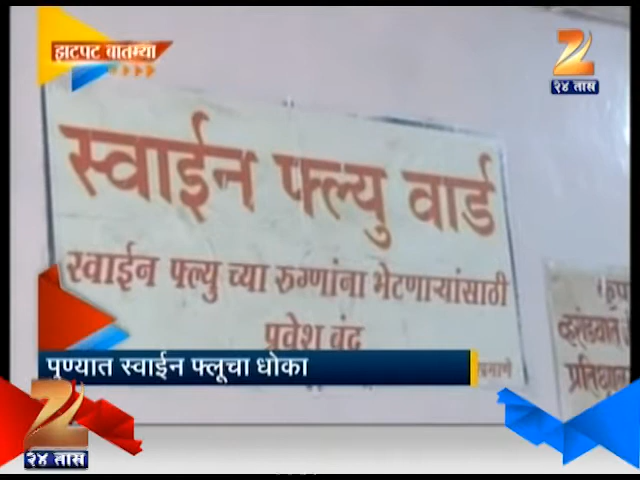 हाटपट बातम्या
२४ तास
स्वाईन फ्ल्यु वार्ड
स्वाईन फ्ल्यु च्या रुग्णांना भेटणाऱ्यांसाठी
प्रवेश बंद
पुण्यात स्वाईन फ्लूचा धोका
२४ तास